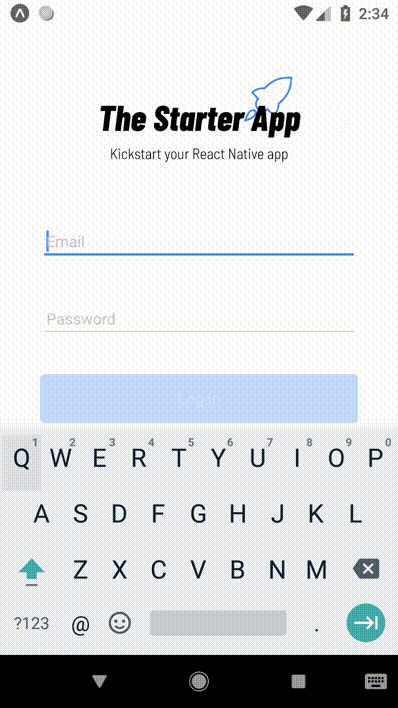 2:34
The Starter App
Kickstart your React Native app
Email
Password
Log in
1 2 3 4 5 6 7 8 9 0
Q W E R T Y U I O P
A S D F G H J K L
Z X C V B N M
?123 @ .